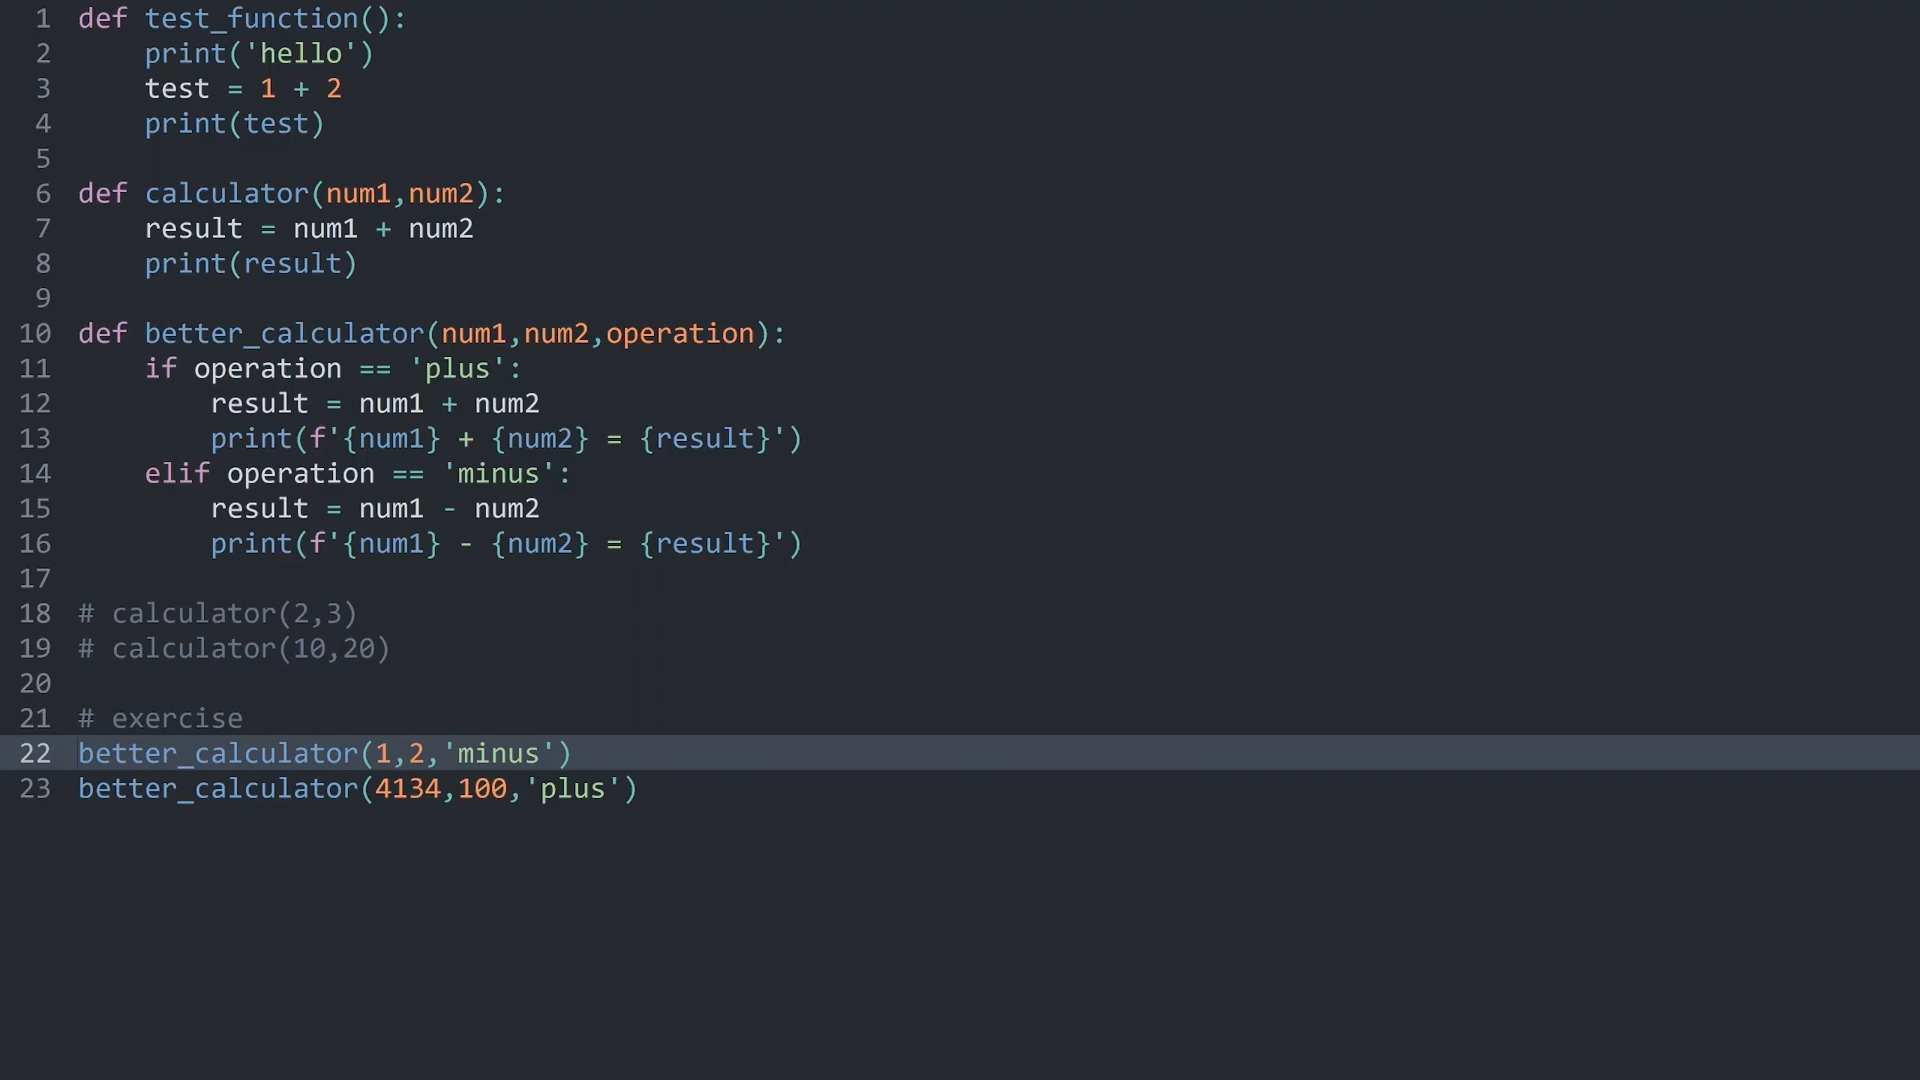 1 def test_function():
2     print('hello')
3     test = 1 + 2
4     print(test)
5
6 def calculator(num1,num2):
7     result = num1 + num2
8     print(result)
9
10 def better_calculator(num1,num2,operation):
11     if operation == 'plus':
12         result = num1 + num2
13         print(f'{num1} + {num2} = {result}')
14     elif operation == 'minus':
15         result = num1 - num2
16         print(f'{num1} - {num2} = {result}')
17
18 # calculator(2,3)
19 # calculator(10,20)
20
21 # exercise
22 better_calculator(1,2,'minus')
23 better_calculator(4134,100,'plus')